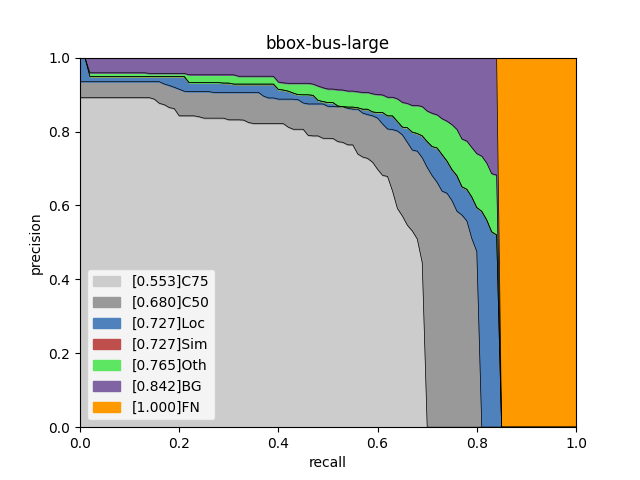 bbox-bus-large
1.0
0.8
0.6
0.4
0.2
0.0
precision
[0.553]C75
[0.680]C50
[0.727]Loc
[0.727]Sim
[0.765]Oth
[0.842]BG
[1.000]FN
0.0 0.2 0.4 0.6 0.8 1.0
recall